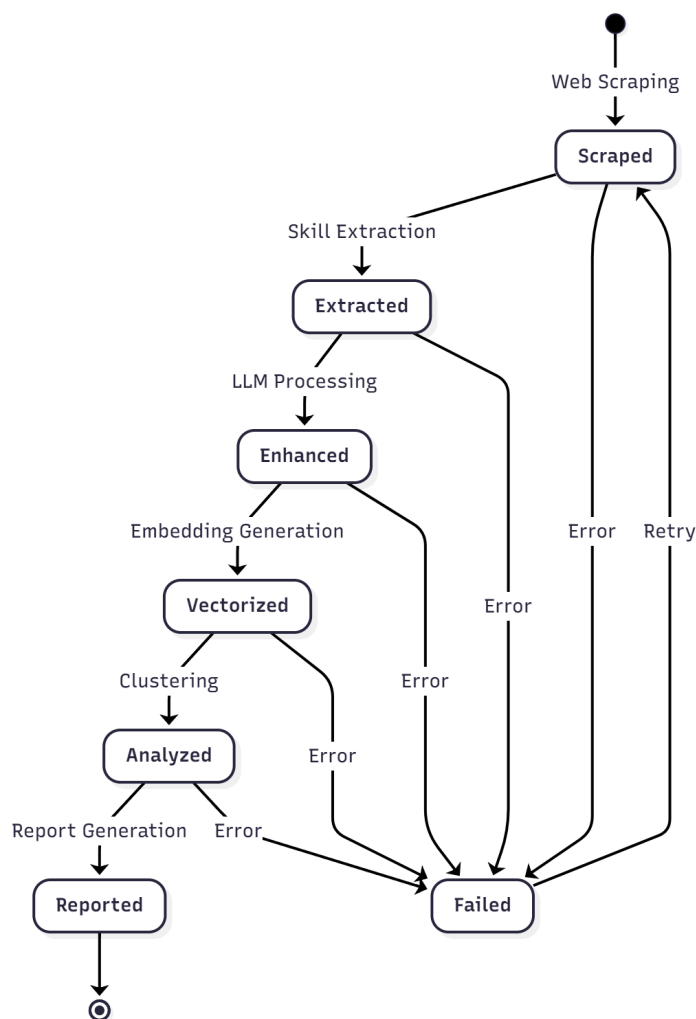 Web Scraping
Scraped
Skill Extraction
Extracted
LLM Processing
Enhanced
Embedding Generation
Error
Retry
Vectorized
Error
Clustering
Error
Analyzed
Error
Report Generation
Error
Reported
Failed